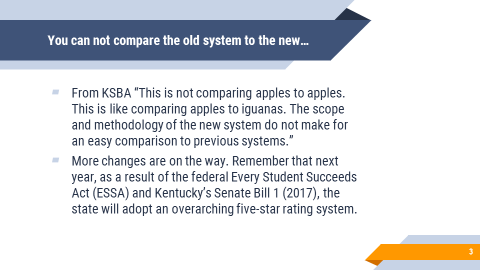 You can not compare the old system to the new…
From KSBA “This is not comparing apples to apples.
This is like comparing apples to iguanas. The scope
and methodology of the new system do not make for
an easy comparison to previous systems.”
More changes are on the way. Remember that next
year, as a result of the federal Every Student Succeeds
Act (ESSA) and Kentucky’s Senate Bill 1 (2017), the
state will adopt an overarching five-star rating system.
3